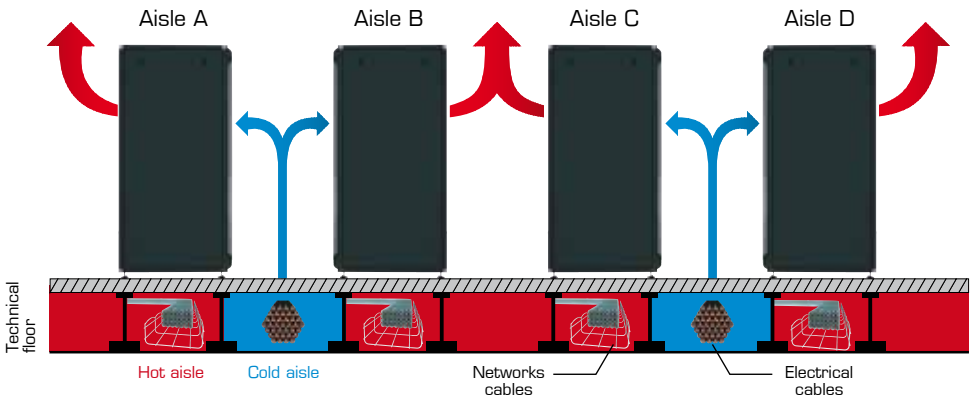 Aisle A
Aisle B
Aisle C
Aisle D
Technical
floor
Hot aisle
Cold aisle
Networks
cables
Electrical
cables